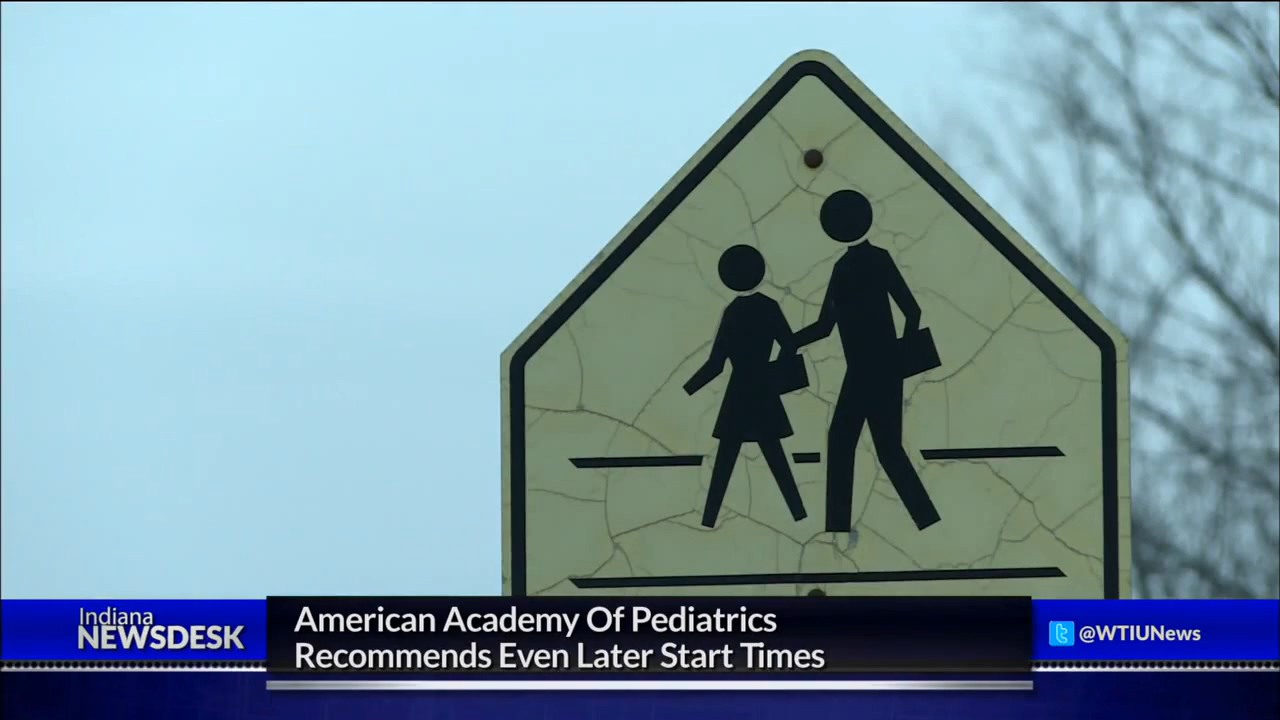 Indiana
NEWSDESK
American Academy Of Pediatrics
Recommends Even Later Start Times
@WTIUNews